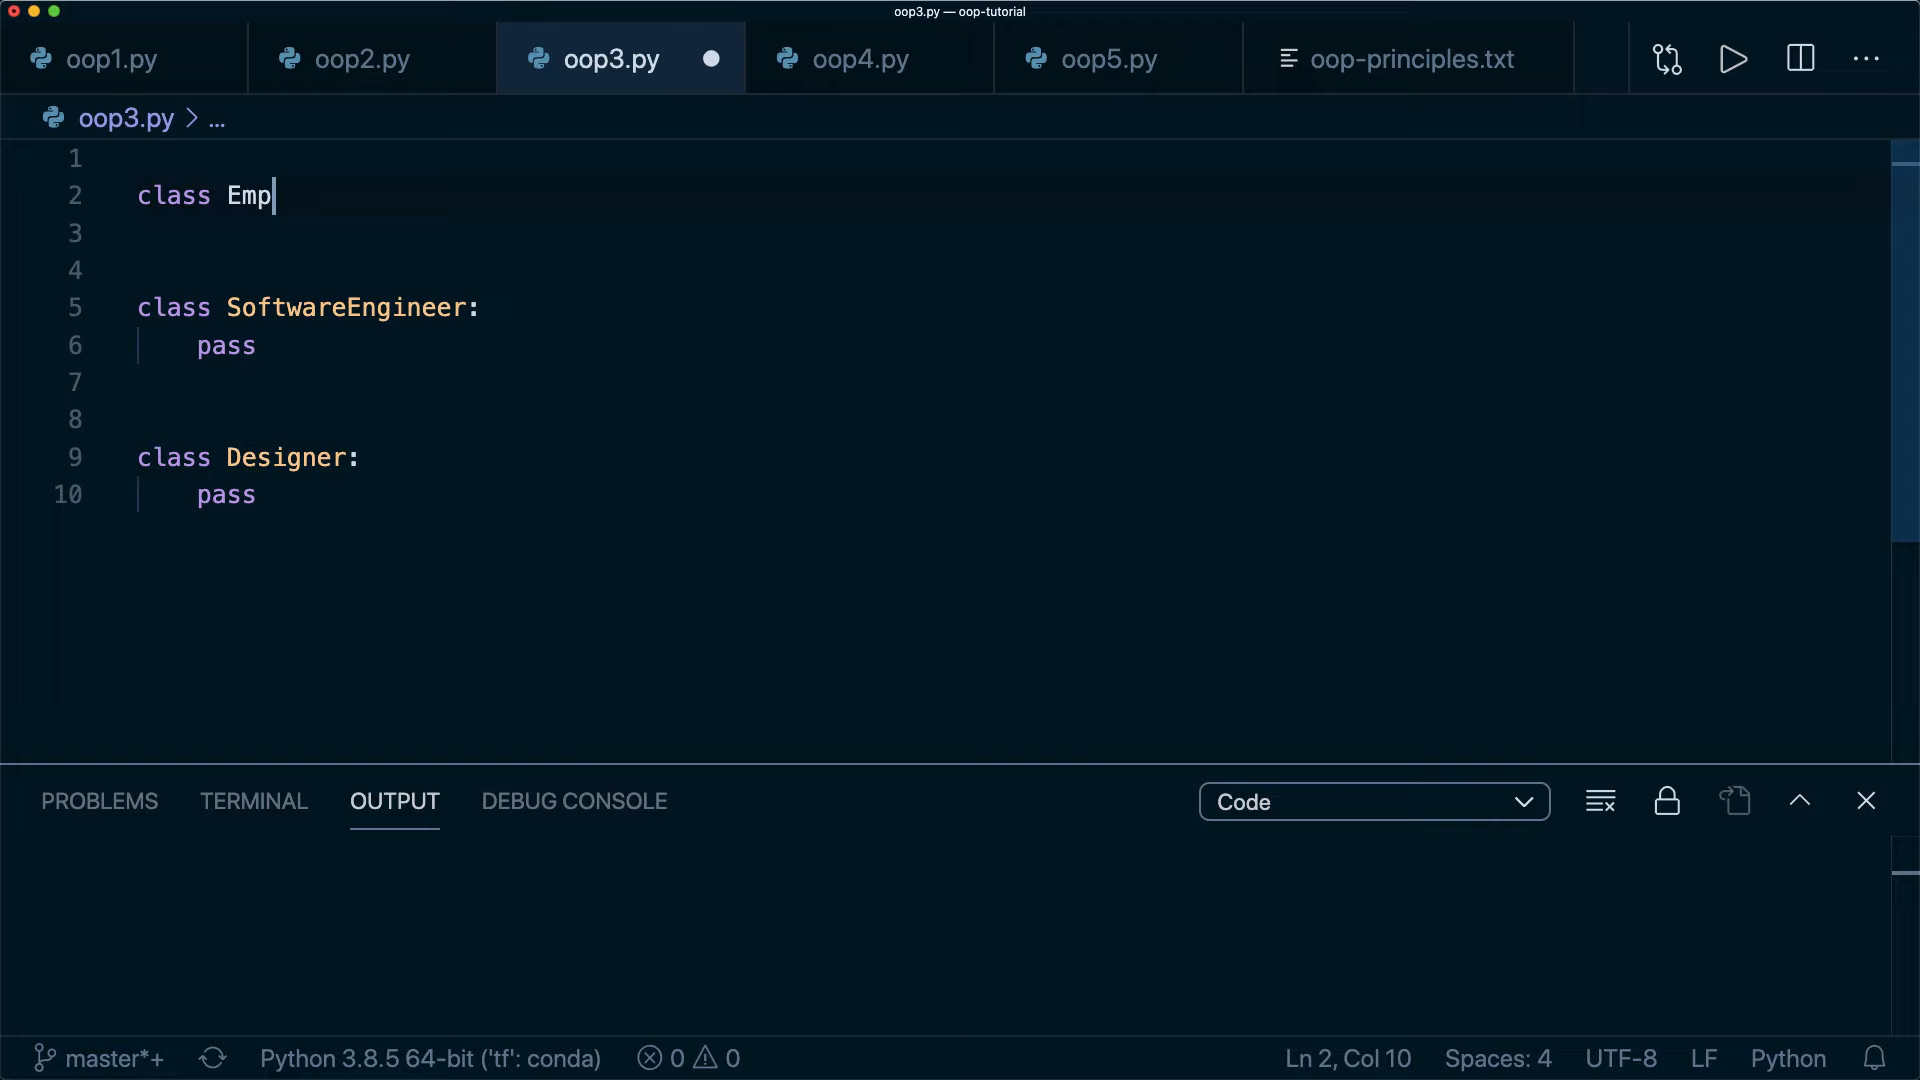 oop3.py — oop-tutorial
oop1.py oop2.py oop3.py oop4.py oop5.py oop-principles.txt ...
oop3.py > ...
1
2 class Emp
3
4
5 class SoftwareEngineer:
6 pass
7
8
9 class Designer:
10 pass
PROBLEMS TERMINAL OUTPUT DEBUG CONSOLE Code
master*+ Python 3.8.5 64-bit ('tf': conda) 0 0 Ln 2, Col 10 Spaces: 4 UTF-8 LF Python